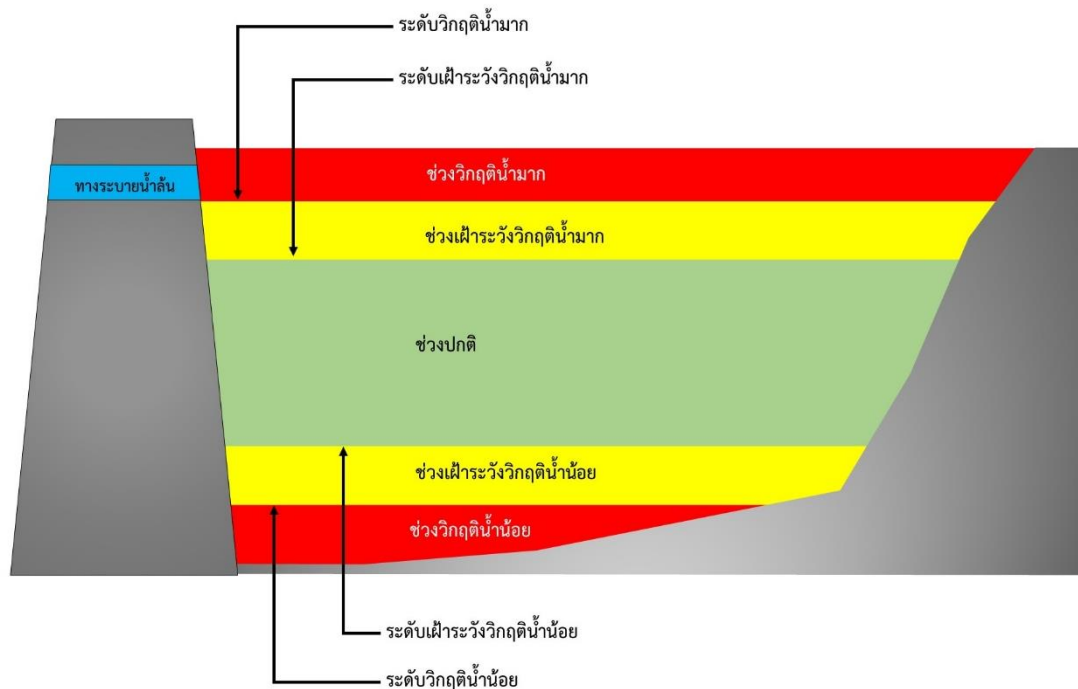 ระดับวิกฤติน้ำมาก
ระดับเฝ้าระวังวิกฤติน้ำมาก
ช่วงวิกฤติน้ำมาก
ทางระบายน้ำล้น
ช่วงเฝ้าระวังวิกฤติน้ำมาก
ช่วงปกติ
ช่วงเฝ้าระวังวิกฤติน้ำน้อย
ช่วงวิกฤติน้ำน้อย
ระดับเฝ้าระวังวิกฤติน้ำน้อย
ระดับวิกฤติน้ำน้อย